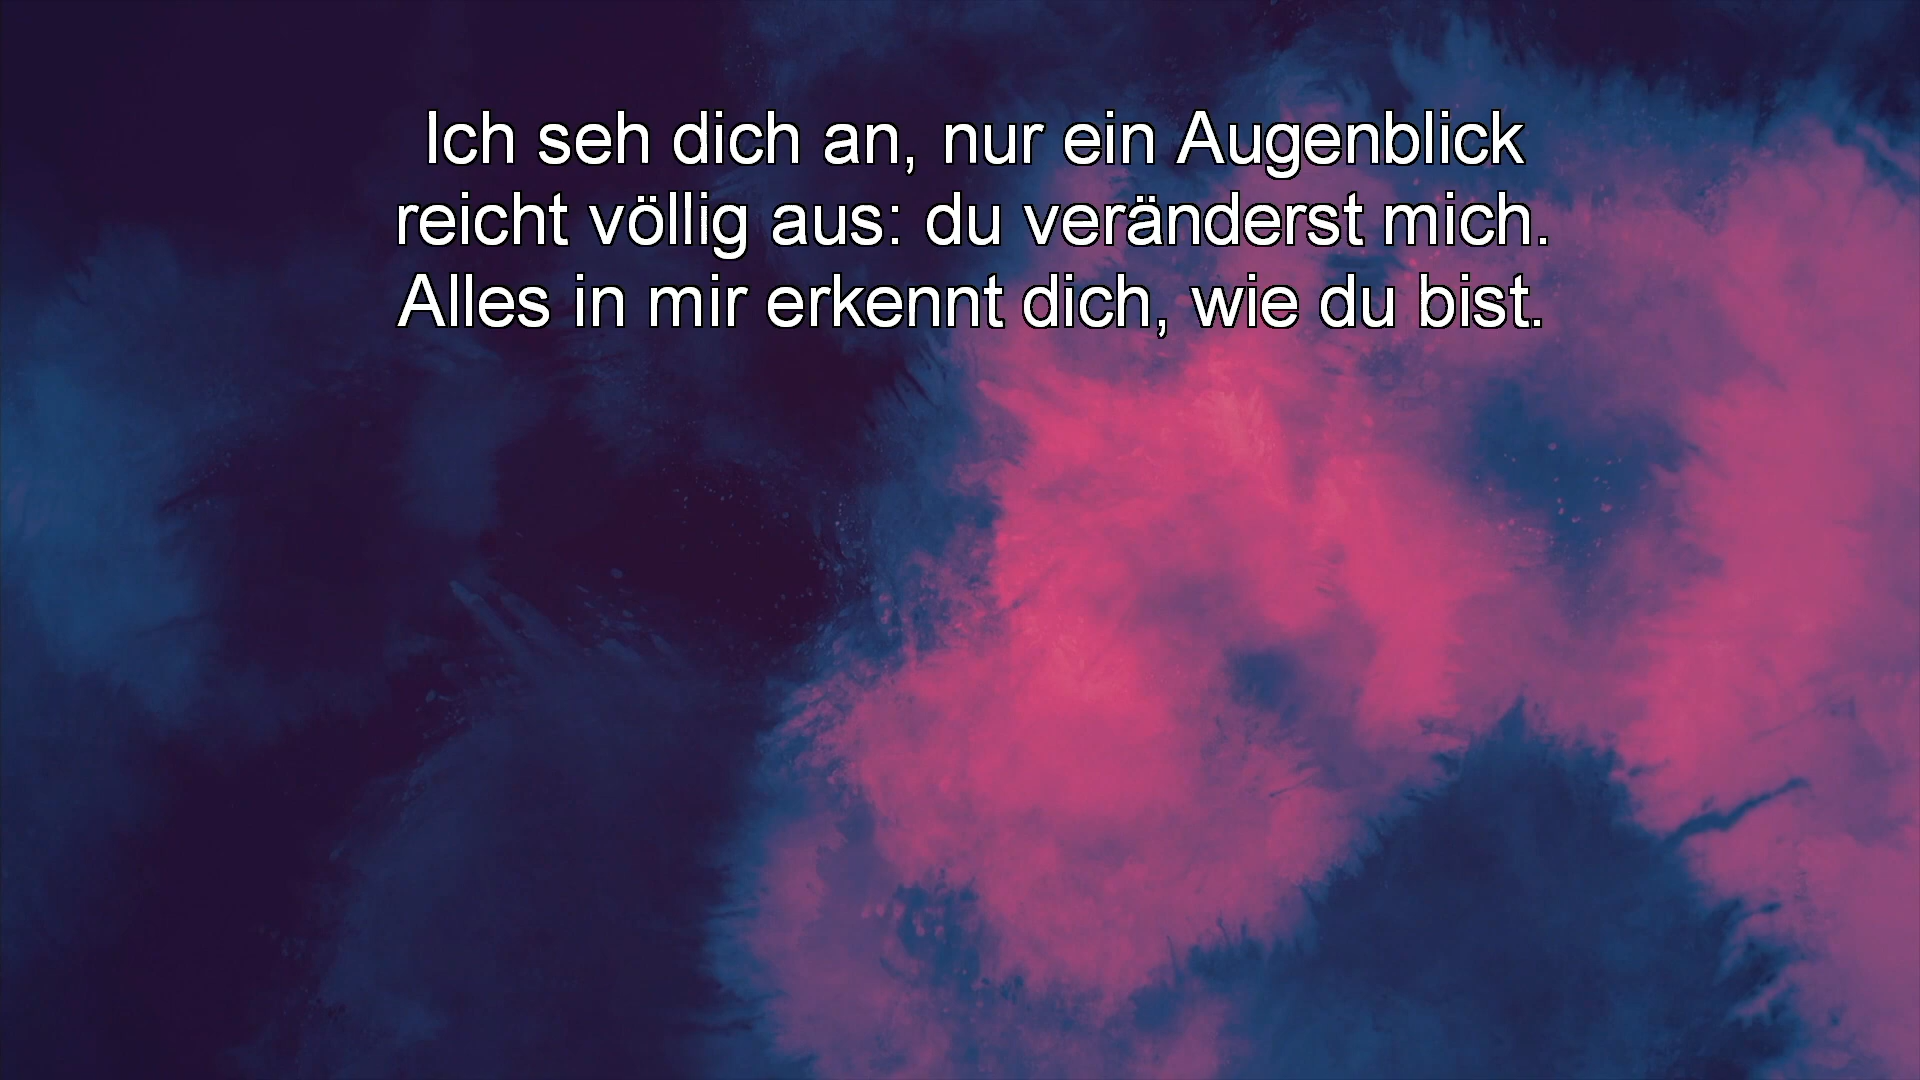 Ich seh dich an, nur ein Augenblick
reicht völlig aus: du veränderst mich.
Alles in mir erkennt dich, wie du bist.